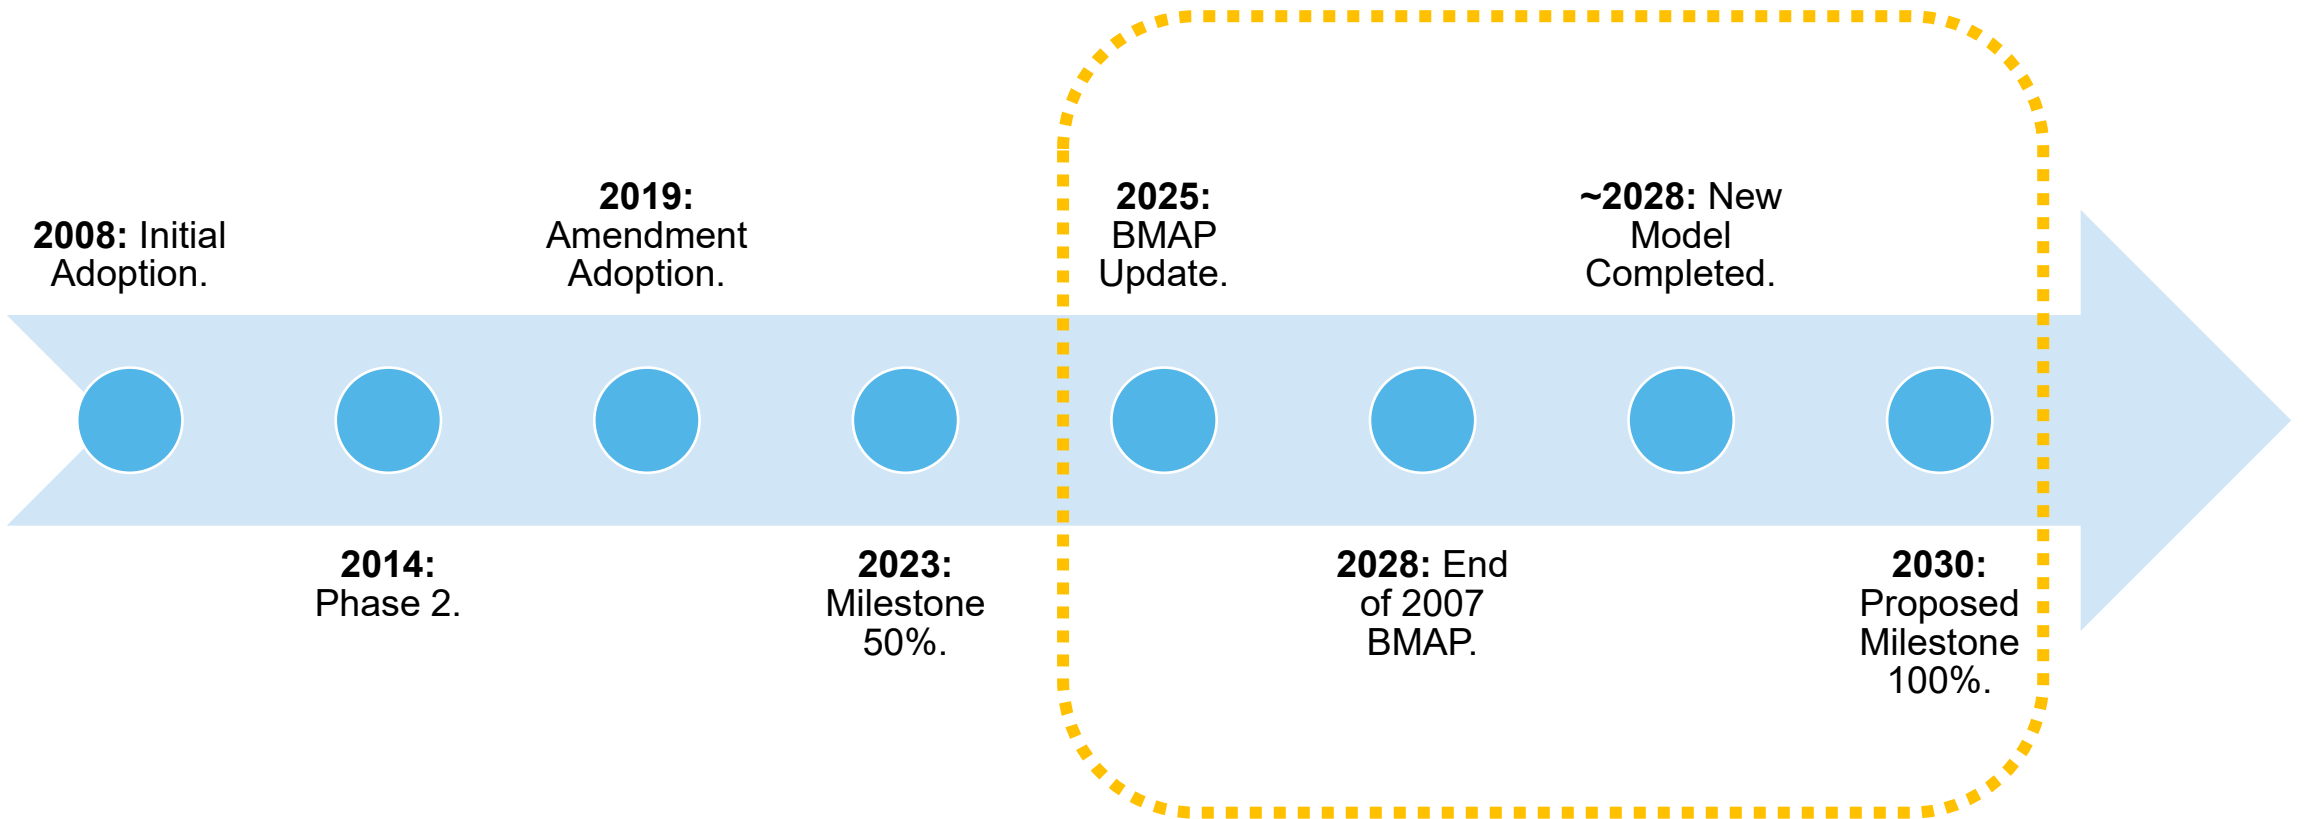 2008: Initial
Adoption.
2014:
Phase 2.
2019:
Amendment
Adoption.
2023:
Milestone
50%.
2025:
BMAP
Update.
2028: End
of 2007
BMAP.
~2028: New
Model
Completed.
2030:
Proposed
Milestone
100%.